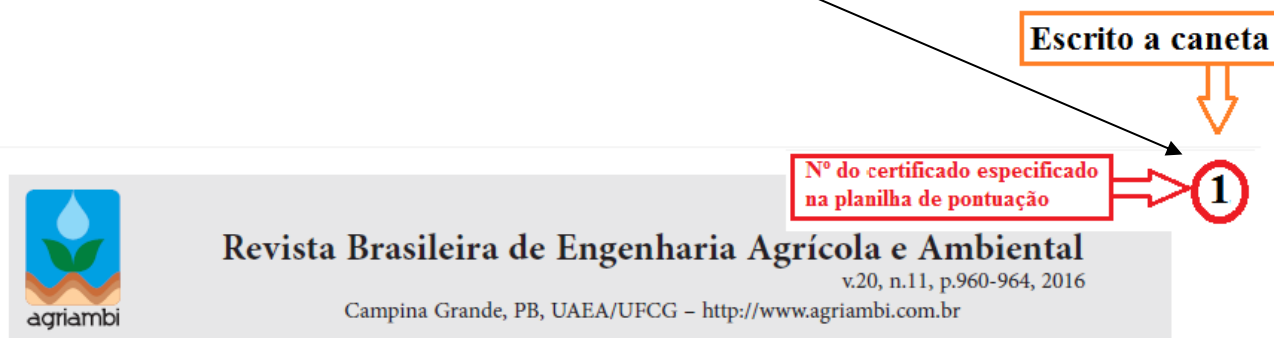 Escrito a caneta
Nº do certificado especificado
na planilha de pontuação
1
Revista Brasileira de Engenharia Agrícola e Ambiental
v.20, n.11, p.960-964, 2016
Campina Grande, PB, UAEA/UFCG – http://www.agriambi.com.br
agriambi